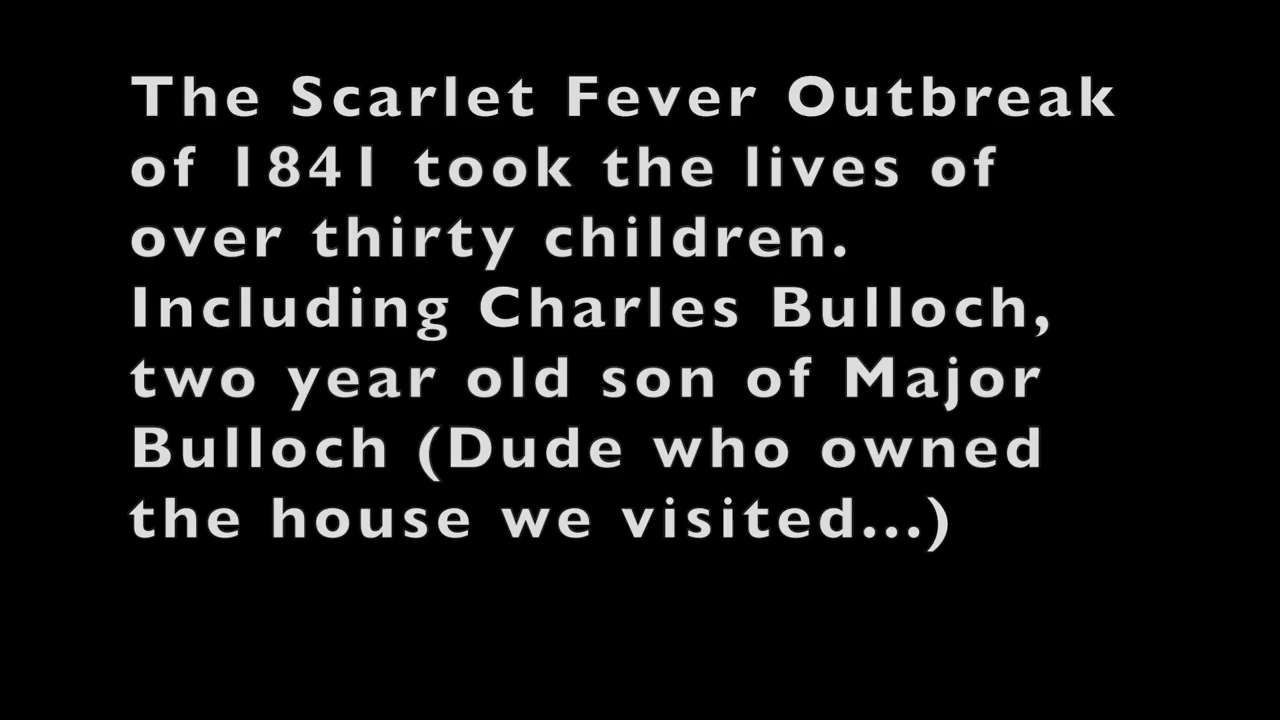 The Scarlet Fever Outbreak
of 1841 took the lives of
over thirty children.
Including Charles Bulloch,
two year old son of Major
Bulloch (Dude who owned
the house we visited...)